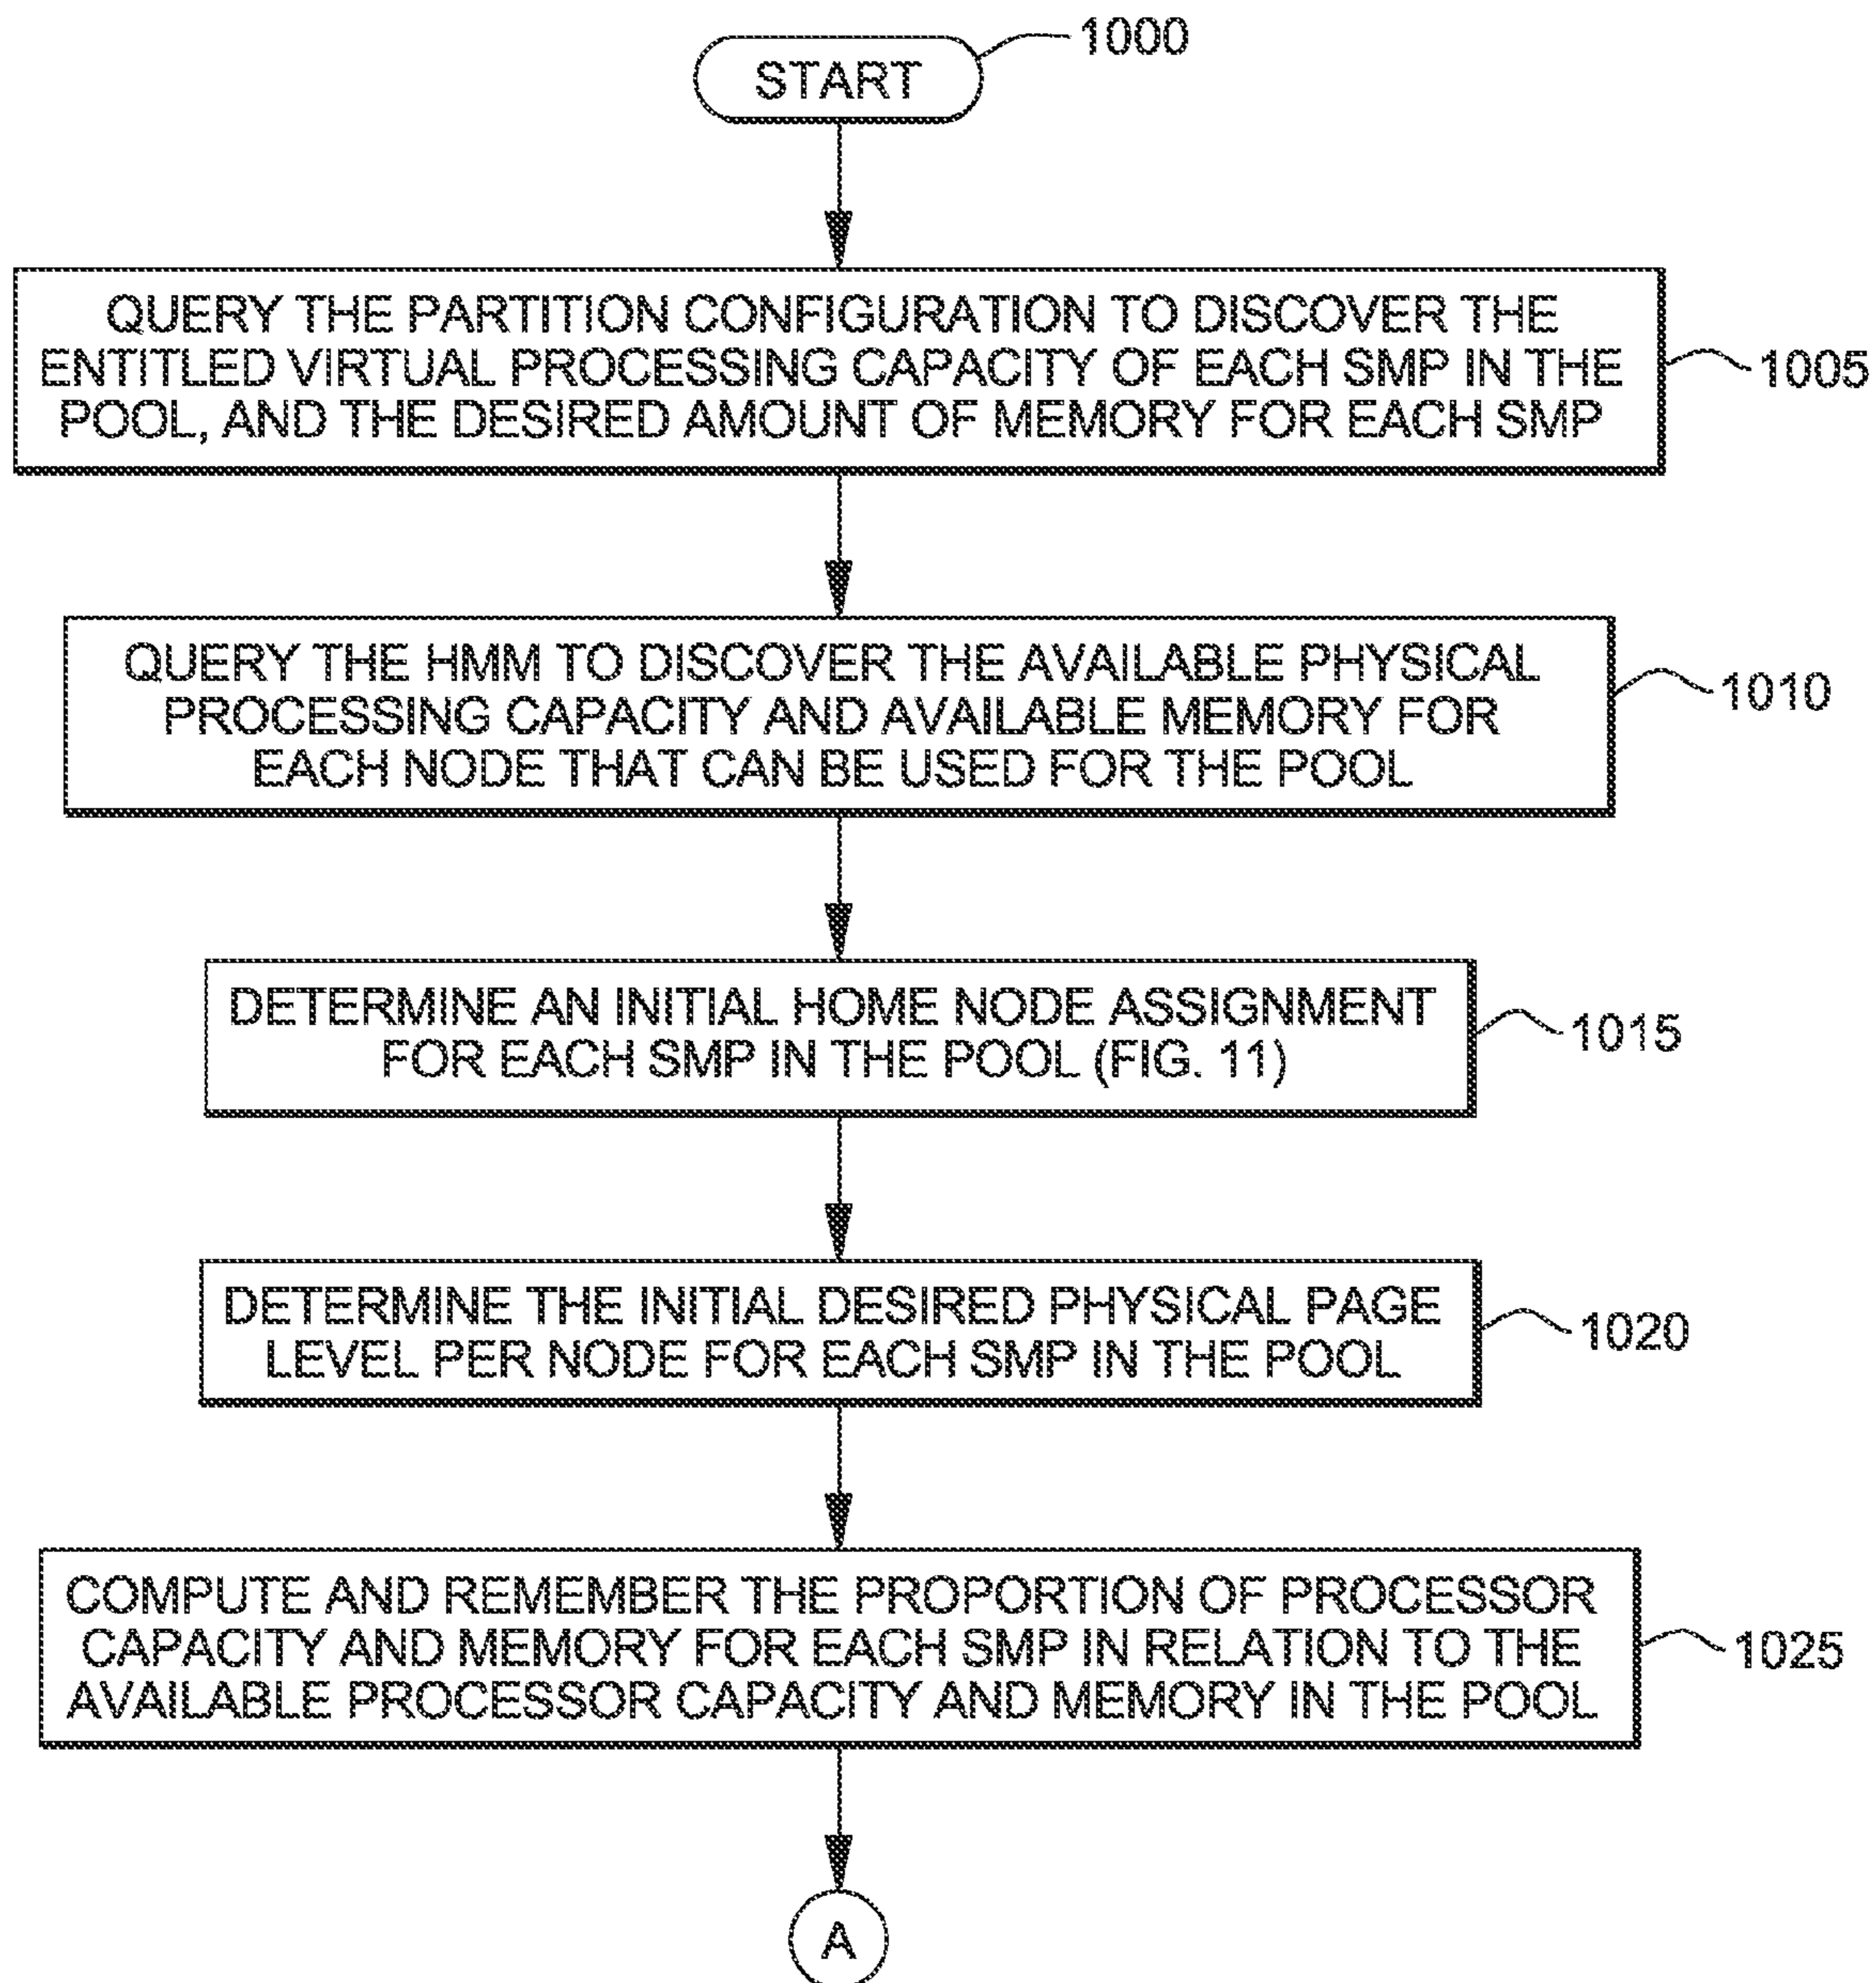 START
1000
QUERY THE PARTITION CONFIGURATION TO DISCOVER THE
ENTITLED VIRTUAL PROCESSING CAPACITY OF EACH SMP IN THE
POOL, AND THE DESIRED AMOUNT OF MEMORY FOR EACH SMP
1005
QUERY THE HMM TO DISCOVER THE AVAILABLE PHYSICAL
PROCESSING CAPACITY AND AVAILABLE MEMORY FOR
EACH NODE THAT CAN BE USED FOR THE POOL
1010
DETERMINE AN INITIAL HOME NODE ASSIGNMENT
FOR EACH SMP IN THE POOL (FIG. 11)
1015
DETERMINE THE INITIAL DESIRED PHYSICAL PAGE
LEVEL PER NODE FOR EACH SMP IN THE POOL
1020
COMPUTE AND REMEMBER THE PROPORTION OF PROCESSOR
CAPACITY AND MEMORY FOR EACH SMP IN RELATION TO THE
AVAILABLE PROCESSOR CAPACITY AND MEMORY IN THE POOL
1025
A